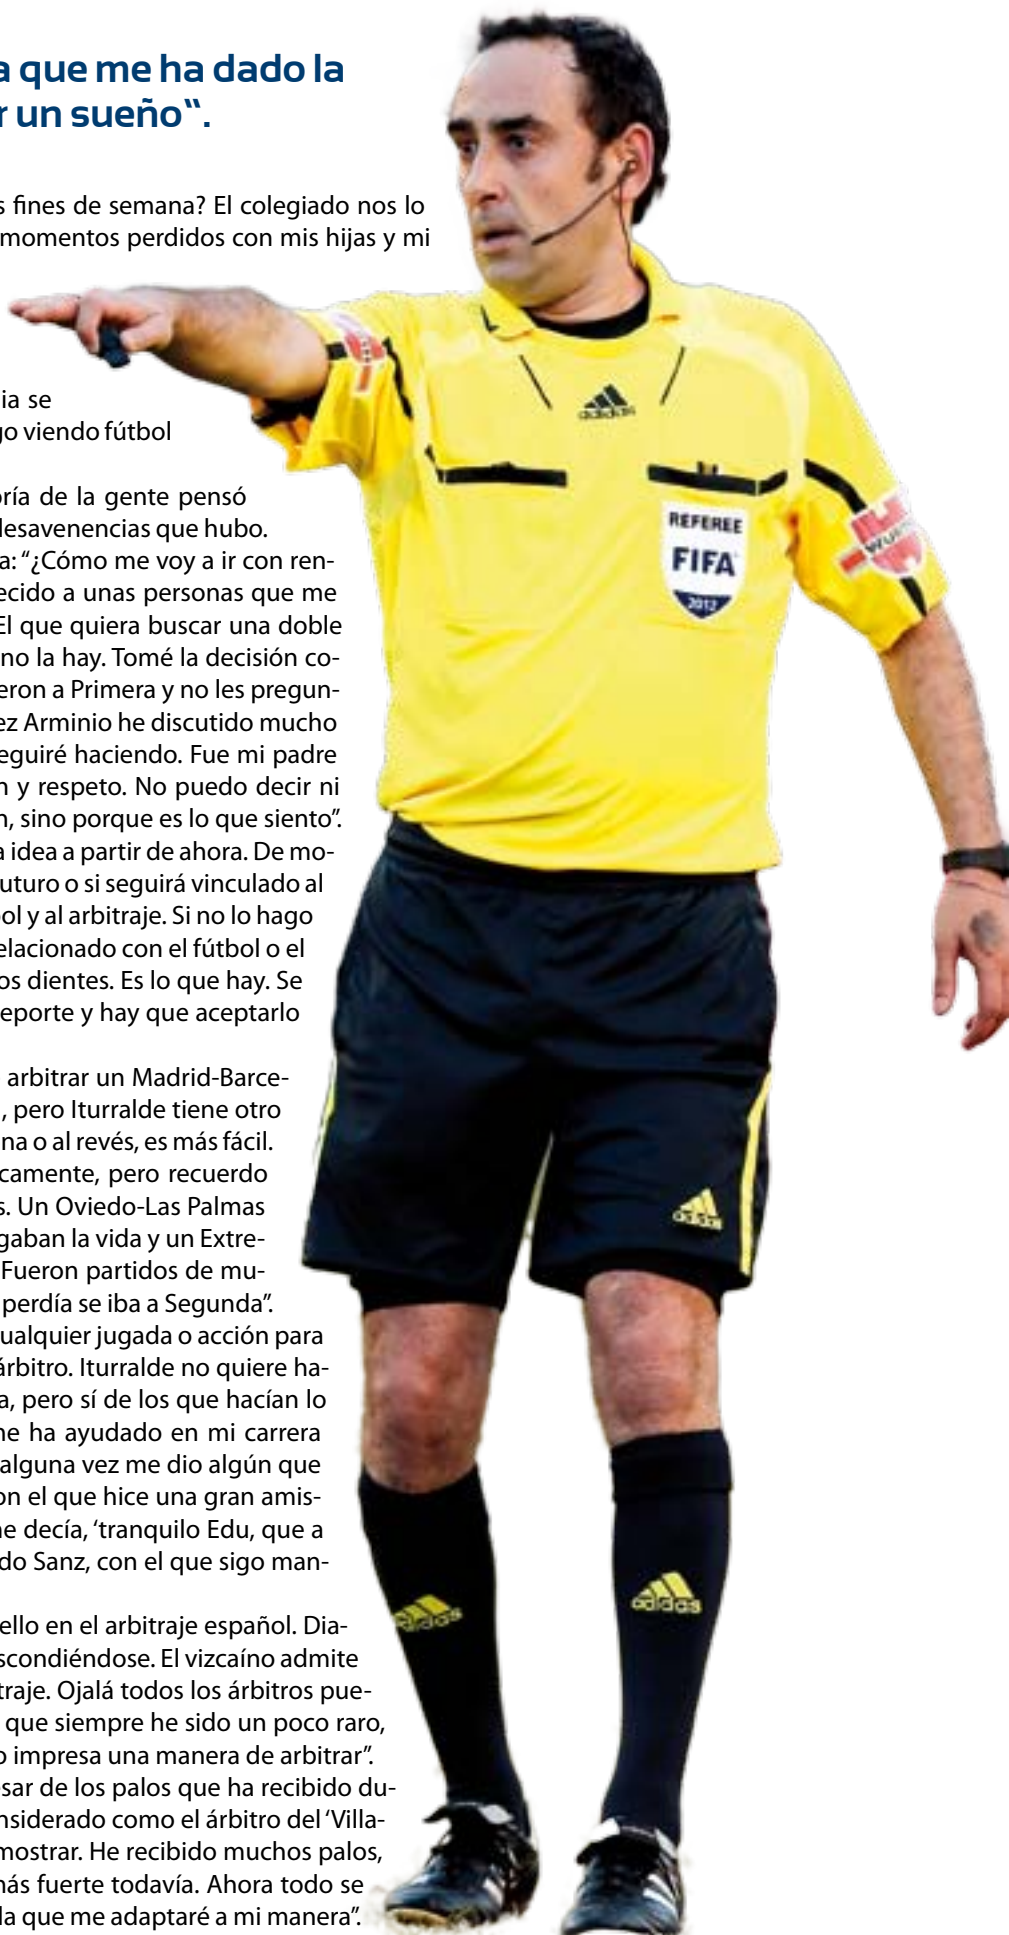 a que me ha dado la
r un sueño“.
s fines de semana? El colegiado nos lo
momentos perdidos con mis hijas y mi
ia se
go viendo fútbol
oría de la gente pensó
desavenencias que hubo.
a: “¿Cómo me voy a ir con ren-
ecido a unas personas que me
El que quiera buscar una doble
no la hay. Tomé la decisión co-
eron a Primera y no les pregun-
ez Arminio he discutido mucho
seguiré haciendo. Fue mi padre
n y respeto. No puedo decir ni
n, sino porque es lo que siento”.
a idea a partir de ahora. De mo-
uturo o si seguirá vinculado al
bol y al arbitraje. Si no lo hago
elacionado con el fútbol o el
os dientes. Es lo que hay. Se
eporte y hay que aceptarlo
arbitrar un Madrid-Barce-
, pero Iturralde tiene otro
na o al revés, es más fácil.
icamente, pero recuerdo
s. Un Oviedo-Las Palmas
gaban la vida y un Extre-
Fueron partidos de mu-
perdía se iba a Segunda”.
ualquier jugada o acción para
árbitro. Iturralde no quiere ha-
a, pero sí de los que hacían lo
me ha ayudado en mi carrera
alguna vez me dio algún que
on el que hice una gran amis-
me decía, ‘tranquilo Edu, que a
do Sanz, con el que sigo man-
ello en el arbitraje español. Dia-
scondiéndose. El vizcaíno admite
traje. Ojalá todos los árbitros pue-
que siempre he sido un poco raro,
o impresa una manera de arbitrar”.
esar de los palos que ha recibido du-
nsiderado como el árbitro del ‘Villa-
mostrar. He recibido muchos palos,
más fuerte todavía. Ahora todo se
da que me adaptaré a mi manera”.
adidas
REFEREE
FIFA
2012
WURTH
adidas
adidas
adidas